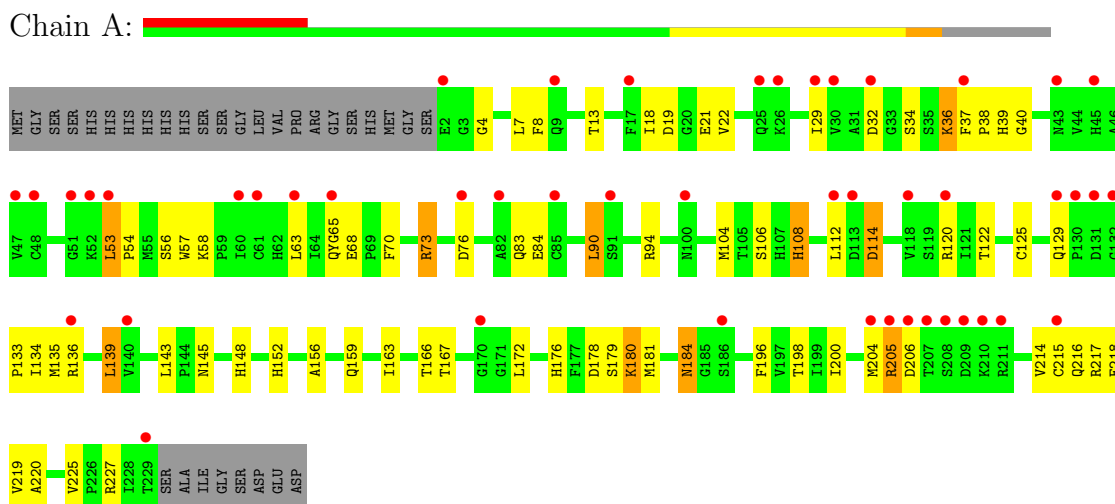 Chain A:
MET GLY SER SER HIS HIS HIS HIS HIS HIS SER SER GLY LEU VAL PRO ARG GLY SER HIS MET GLY SER E2 G3 G4 L7 F8 Q9 T13 F17 I18 D19 G20 E21 V22 Q25 K26 I29 V30 A31 D32 G33 S34 S35 K36 F37 P38 H39 G40 N43 V44 H45 A46
V47 C48 G51 K52 L53 P54 M55 S56 W57 K58 P59 I60 C61 H62 L63 I64 QYG65 E68 P69 F70 R73 D76 A82 Q83 E84 C85 L90 S91 R94 N100 M104 T105 S106 H107 H108 L112 D113 D114 V118 S119 R120 I121 T122 C125 Q129 P130 D131 G132
P133 I134 M135 R136 L139 V140 L143 P144 N145 H148 H152 A156 Q159 I163 T166 T167 G170 G171 L172 H176 F177 D178 S179 K180 M181 N184 G185 S186 F196 V197 T198 I199 I200 M204 R205 D206 T207 S208 D209 K210 R211 V214 C215 Q216 R217 E218
V219 A220 V225 P226 R227 I228 T229 SER ALA ILE GLY SER ASP GLU ASP